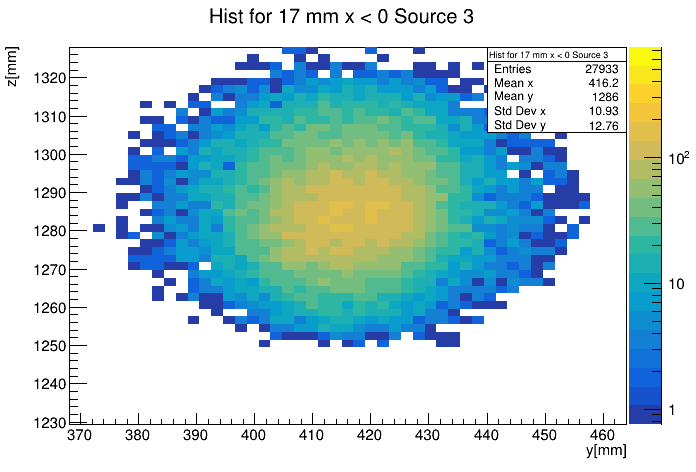 Hist for 17 mm x < 0 Source 3
z[mm]
Hist for 17 mm x < 0 Source 3
Entries 27933
Mean x 416.2
Mean y 1286
Std Dev x 10.93
Std Dev y 12.76
1320
1310
1300
1290
1280
1270
1260
1250
1240
1230
10²
10
1
370 380 390 400 410 420 430 440 450 460
y[mm]